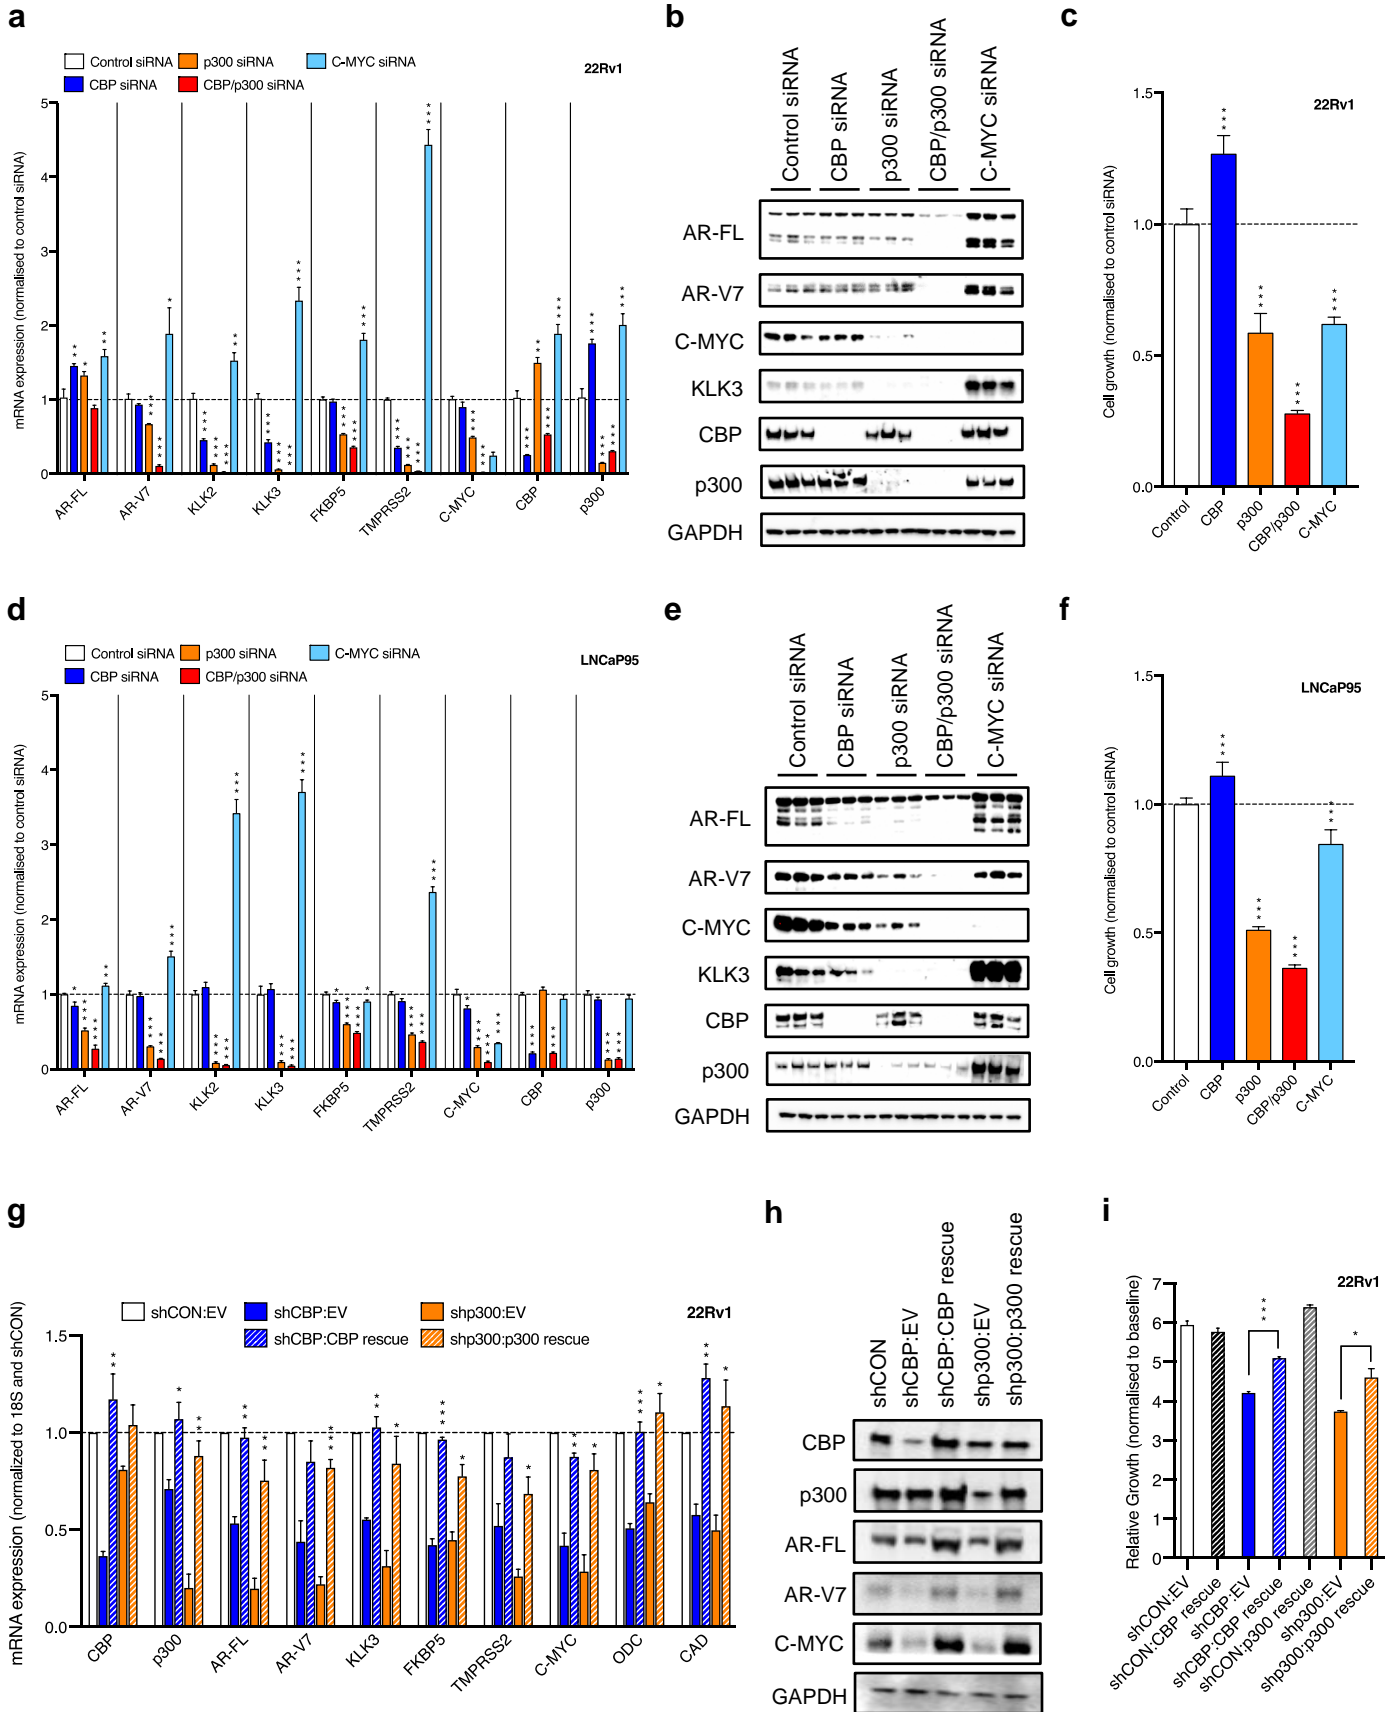 a
Control siRNA
p300 siRNA
C-MYC siRNA
CBP siRNA
CBP/p300 siRNA
22Rv1
mRNA expression (normalised to control siRNA)
5
4
3
2
1
0
AR-FL
AR-V7
KLK2
KLK3
FKBP5
TMPRSS2
C-MYC
CBP
p300
b
Control siRNA
CBP siRNA
p300 siRNA
CBP/p300 siRNA
C-MYC siRNA
AR-FL
AR-V7
C-MYC
KLK3
CBP
p300
GAPDH
c
22Rv1
Cell growth (normalised to control siRNA)
1.5
1.0
0.5
0.0
Control
CBP
p300
CBP/p300
C-MYC
d
Control siRNA
p300 siRNA
C-MYC siRNA
CBP siRNA
CBP/p300 siRNA
LNCaP95
mRNA expression (normalised to control siRNA)
5
4
3
2
1
0
AR-FL
AR-V7
KLK2
KLK3
FKBP5
TMPRSS2
C-MYC
CBP
p300
e
Control siRNA
CBP siRNA
p300 siRNA
CBP/p300 siRNA
C-MYC siRNA
AR-FL
AR-V7
C-MYC
KLK3
CBP
p300
GAPDH
f
LNCaP95
Cell growth (normalised to control siRNA)
1.5
1.0
0.5
0.0
Control
CBP
p300
CBP/p300
C-MYC
g
shCON:EV
shCBP:EV
shp300:EV
shCBP:CBP rescue
shp300:p300 rescue
22Rv1
mRNA expression (normalized to 18S and shCON)
1.5
1.0
0.5
0.0
CBP
p300
AR-FL
AR-V7
KLK3
FKBP5
TMPRSS2
C-MYC
ODC
CAD
h
shCON
shCBP:EV
shCBP:CBP rescue
shp300:EV
shp300:p300 rescue
CBP
p300
AR-FL
AR-V7
C-MYC
GAPDH
i
22Rv1
Relative Growth (normalised to baseline)
7
6
5
4
3
2
1
0
shCON:EV
shCON:CBP rescue
shCBP:EV
shCBP:CBP rescue
shCON:p300 rescue
shp300:EV
shp300:p300 rescue